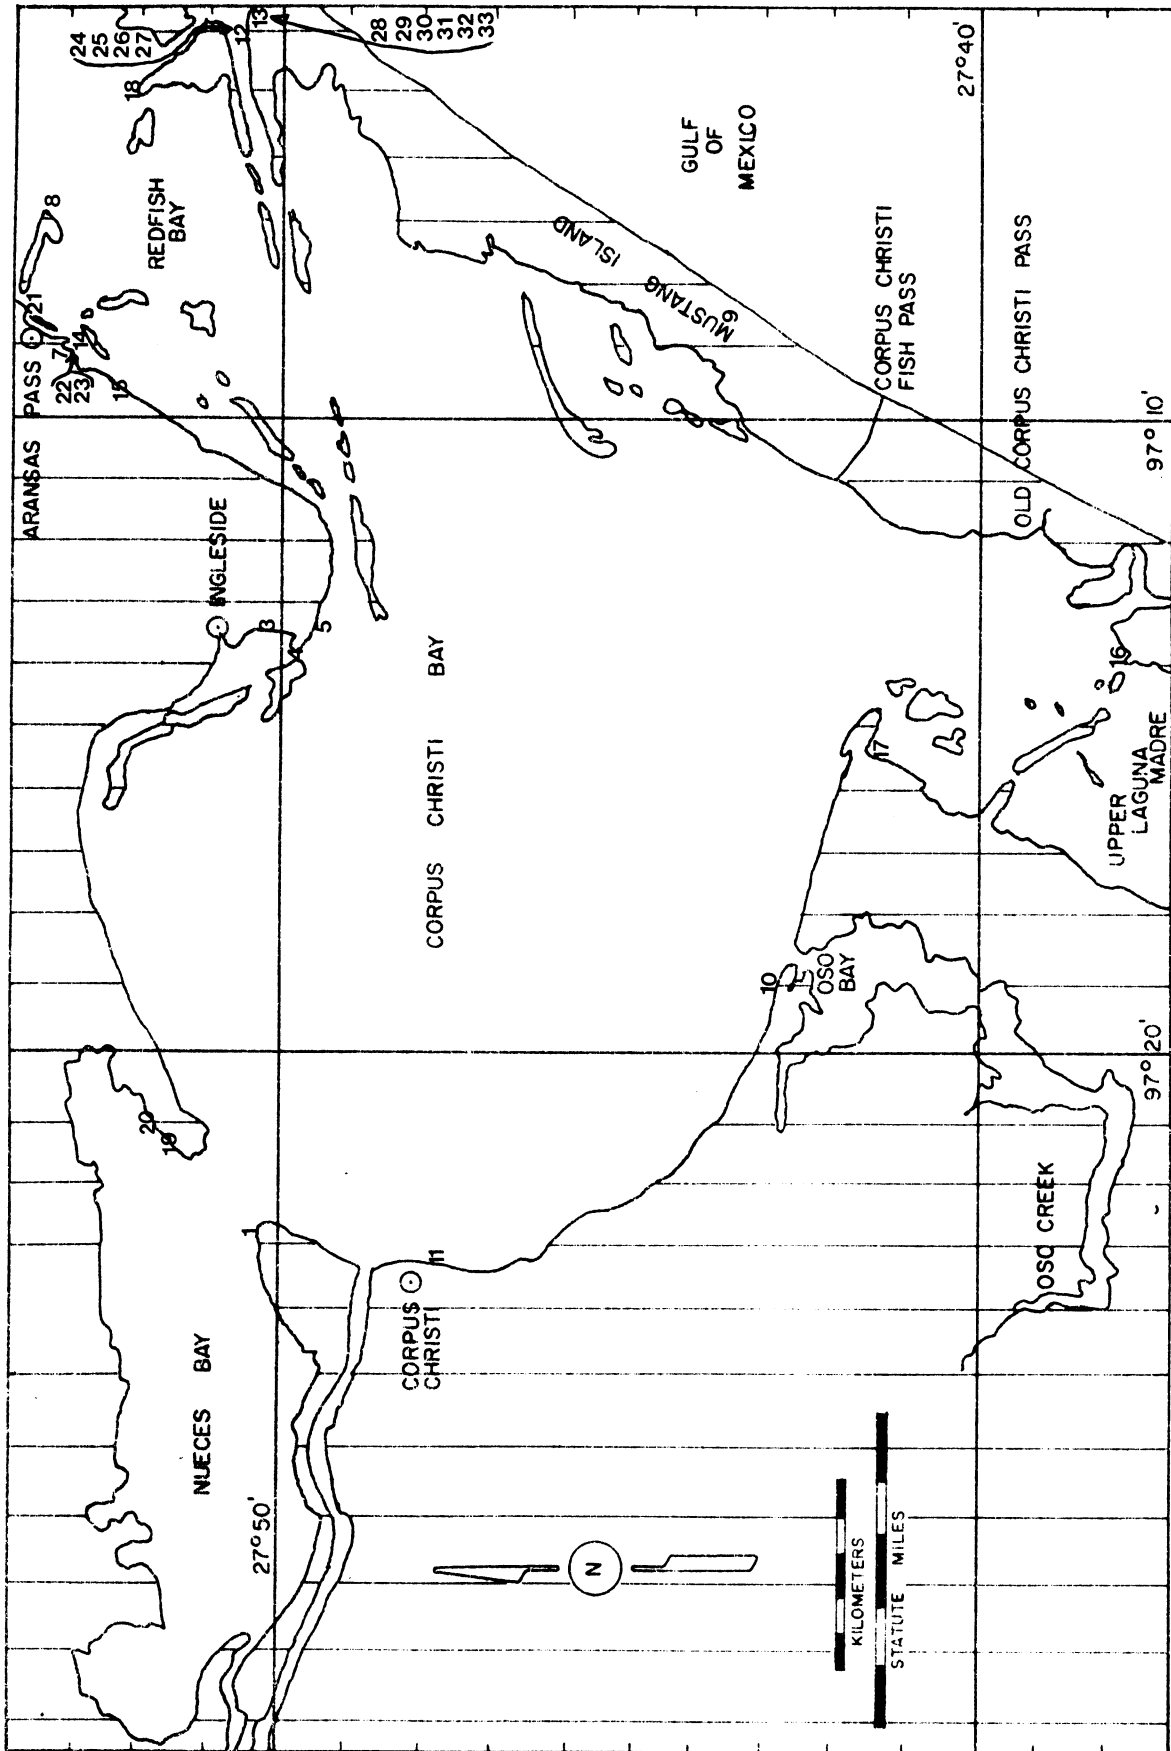 24
25
26
27
12
13
28
29
30
31
32
33
18
8
REDFISH
BAY
21
ARANSAS PASS
7
14
22
23
15
INGLESIDE
3
4
5
GULF
OF
MEXICO
MUSTANG ISLAND
6
27°40'
CORPUS CHRISTI
FISH PASS
OLD CORPUS CHRISTI PASS
97°10'
CORPUS CHRISTI BAY
16
17
UPPER
LAGUNA
MADRE
10
OSO
BAY
97°20'
20
19
1
11
CORPUS
CHRISTI
NUECES BAY
OSO CREEK
27°50'
N
KILOMETERS
STATUTE MILES